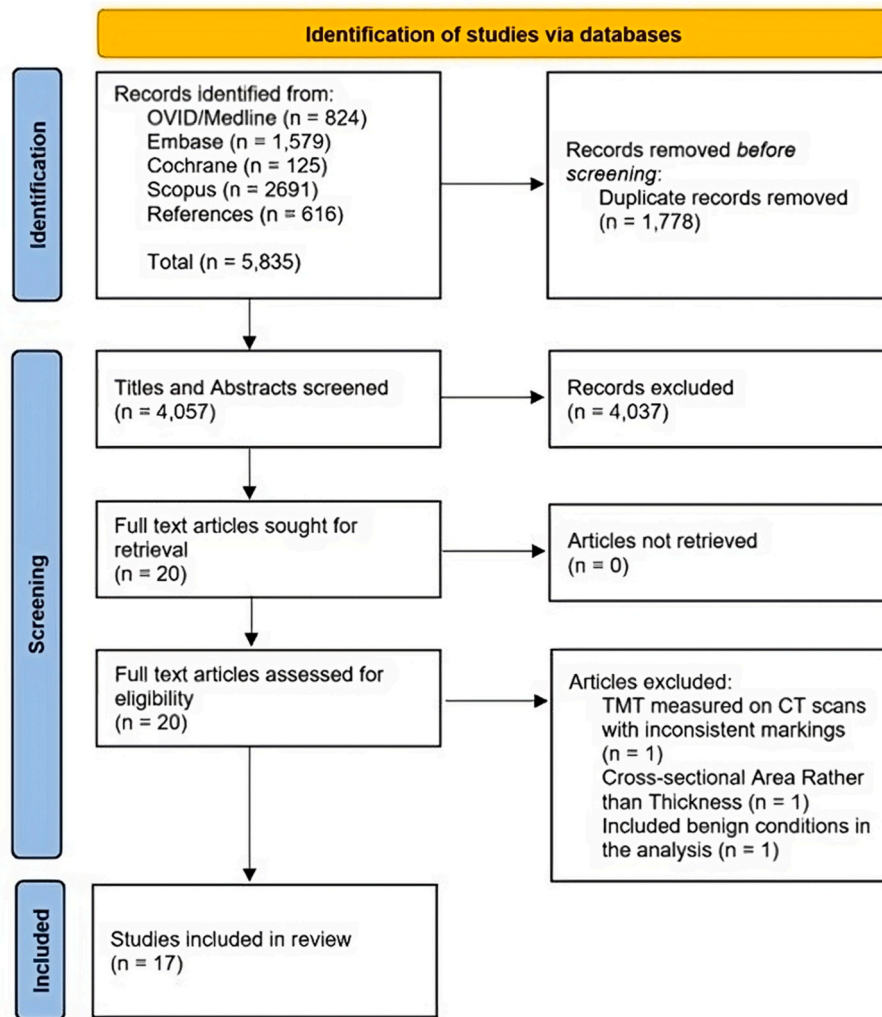 Identification of studies via databases
Identification
Records identified from:
OVID/Medline (n = 824)
Embase (n = 1,579)
Cochrane (n = 125)
Scopus (n = 2691)
References (n = 616)
Total (n = 5,835)
Records removed before
screening:
Duplicate records removed
(n = 1,778)
Screening
Titles and Abstracts screened
(n = 4,057)
Records excluded
(n = 4,037)
Full text articles sought for
retrieval
(n = 20)
Articles not retrieved
(n = 0)
Full text articles assessed for
eligibility
(n = 20)
Articles excluded:
TMT measured on CT scans
with inconsistent markings
(n = 1)
Cross-sectional Area Rather
than Thickness (n = 1)
Included benign conditions in
the analysis (n = 1)
Included
Studies included in review
(n = 17)